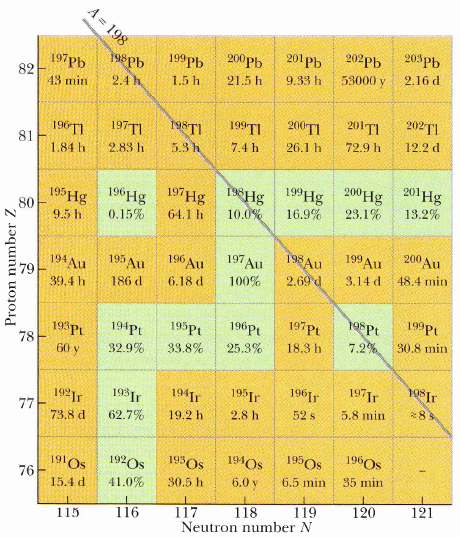 A = 198
82
¹⁹⁷Pb ¹⁹⁸Pb ¹⁹⁹Pb ²⁰⁰Pb ²⁰¹Pb ²⁰²Pb ²⁰³Pb
43 min 2.4 h 1.5 h 21.5 h 9.33 h 53000 y 2.16 d
81
¹⁹⁶Tl ¹⁹⁷Tl ¹⁹⁸Tl ¹⁹⁹Tl ²⁰⁰Tl ²⁰¹Tl ²⁰²Tl
1.84 h 2.83 h 5.3 h 7.4 h 26.1 h 72.9 h 12.2 d
80
¹⁹⁵Hg ¹⁹⁶Hg ¹⁹⁷Hg ¹⁹⁸Hg ¹⁹⁹Hg ²⁰⁰Hg ²⁰¹Hg
9.5 h 0.15% 64.1 h 10.0% 16.9% 23.1% 13.2%
Proton number Z
79
¹⁹⁴Au ¹⁹⁵Au ¹⁹⁶Au ¹⁹⁷Au ¹⁹⁸Au ¹⁹⁹Au ²⁰⁰Au
39.4 h 186 d 6.18 d 100% 2.69 d 3.14 d 48.4 min
78
¹⁹³Pt ¹⁹⁴Pt ¹⁹⁵Pt ¹⁹⁶Pt ¹⁹⁷Pt ¹⁹⁸Pt ¹⁹⁹Pt
60 y 32.9% 33.8% 25.3% 18.3 h 7.2% 30.8 min
77
¹⁹²Ir ¹⁹³Ir ¹⁹⁴Ir ¹⁹⁵Ir ¹⁹⁶Ir ¹⁹⁷Ir ¹⁹⁸Ir
73.8 d 62.7% 19.2 h 2.8 h 52 s 5.8 min ≈8 s
76
¹⁹¹Os ¹⁹²Os ¹⁹³Os ¹⁹⁴Os ¹⁹⁵Os ¹⁹⁶Os –
15.4 d 41.0% 30.5 h 6.0 y 6.5 min 35 min
115 116 117 118 119 120 121
Neutron number N